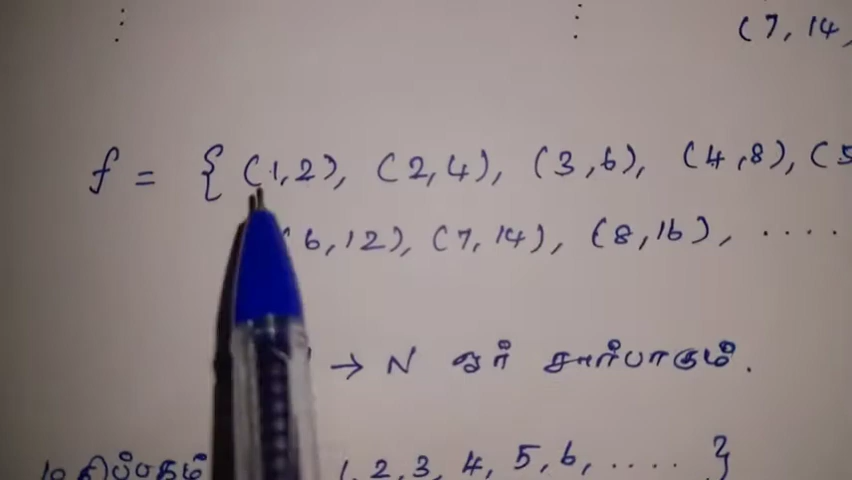 (7, 14,
f = { (1,2), (2,4), (3,6), (4,8), (5
6,12), (7,14), (8,16), ....
→ N ஓர் சார்பாகும்.
1, 2, 3, 4, 5, 6, .... }